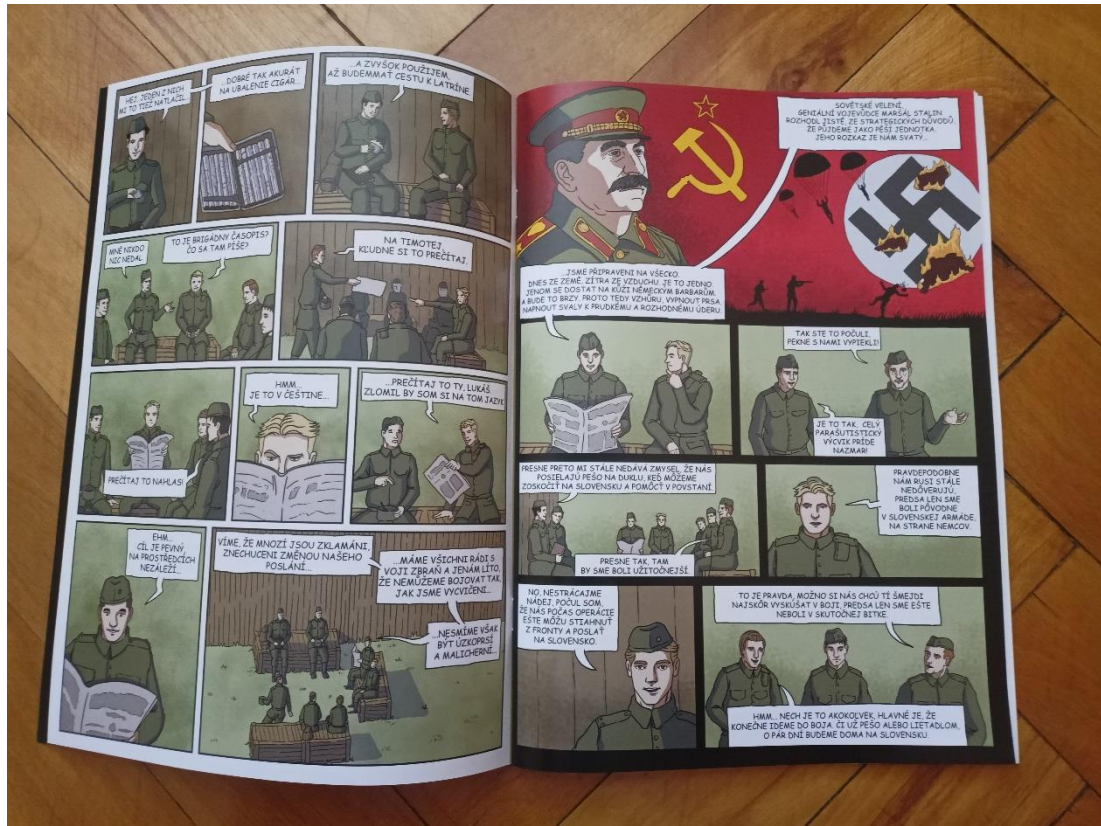 HEJ, JEDEN Z NICH
MI TO TIEŽ NATLAČIL.
...DOBRÉ TAK AKURÁT
NA UBALENIE CIGÁR...
...A ZVYŠOK POUŽIJEM,
AŽ BUDEMMAŤ CESTU K LATRÍNE.
MNE NIKDO
NIC NEDAL.
TO JE BRIGÁDNY ČASOPIS?
ČO SA TAM PÍŠE?
NA TIMOTEJ,
KĽUDNE SI TO PREČÍTAJ.
PREČÍTAJ TO NAHLAS!
HMM...
JE TO V ČEŠTINE...
...PREČÍTAJ TO TY, LUKÁŠ,
ZLOMIL BY SOM SI NA TOM JAZYK.
EHM...
CÍL JE PEVNÝ,
NA PROSTŘEDCÍCH
NEZÁLEŽÍ...
VÍME, ŽE MNOZÍ JSOU ZKLAMÁNI,
ZNECHUCENI ZMĚNOU NAŠEHO
POSLÁNÍ...
...MÁME VŠICHNI RÁDI S
VOJI ZBRAŇ A JENÁM LÍTO,
ŽE NEMŮŽEME BOJOVAT TAK,
JAK JSME VYCVIČENI...
...NESMÍME VŠAK
BÝT ÚZKOPRSÍ
A MALICHERNÍ...
SOVĚTSKÉ VELENÍ,
GENIÁLNÍ VOJEVŮDCE MARŠÁL STALIN
ROZHODL JISTĚ, ZE STRATEGICKÝCH DŮVODŮ,
ŽE PŮJDEME JAKO PĚŠÍ JEDNOTKA.
JEHO ROZKAZ JE NÁM SVATÝ...
...JSME PŘIPRAVENI NA VŠECKO.
DNES ZE ZEMĚ, ZÍTRA ZE VZDUCHU, JE TO JEDNO
JENOM SE DOSTAT NA KŮŽI NĚMECKÝM BARBARŮM,
A BUDE TO BRZY. PROTO TEDY VZHŮRU, VYPNOUT PRSA,
NAPNOUT SVALY K PRUDKÉMU A ROZHODNÉMU ÚDERU.
TAK STE TO POČULI,
PEKNE S NAMI VYPIEKLI!
JE TO TAK, CELÝ
PARAŠUTISTICKÝ
VÝCVIK PRÍDE
NAZMAR!
PRESNE PRETO MI STÁLE NEDÁVÁ ZMYSEL, ŽE NÁS
POSIELAJÚ PEŠO NA DUKLU, KEĎ MÔŽEME
ZOSKOČIŤ NA SLOVENSKU A POMÔCŤ V POVSTANÍ.
PRESNE TAK, TAM
BY SME BOLI UŽITOČNEJŠÍ.
PRAVDEPODOBNE
NÁM RUSI STÁLE
NEDÔVERUJÚ,
PREDSA LEN SME
BOLI PÔVODNE
V SLOVENSKEJ ARMÁDE,
NA STRANE NEMCOV.
NO, NESTRÁCAJME
NÁDEJ, POČUL SOM,
ŽE NÁS POČAS OPERÁCIE
EŠTE MÔŽU STIAHNUŤ
Z FRONTY A POSLAŤ
NA SLOVENSKO.
TO JE PRAVDA, MOŽNO SI NÁS CHCÚ TÍ ŠMEJDI
NAJSKÔR VYSKÚŠAŤ V BOJI, PREDSA LEN SME EŠTE
NEBOLI V SKUTOČNEJ BITKE.
HMM... NECH JE TO AKOKOĽVEK, HLAVNÉ JE, ŽE
KONEČNE IDEME DO BOJA, ČI UŽ PEŠO ALEBO LIETADLOM,
O PÁR DNÍ BUDEME DOMA NA SLOVENSKU.